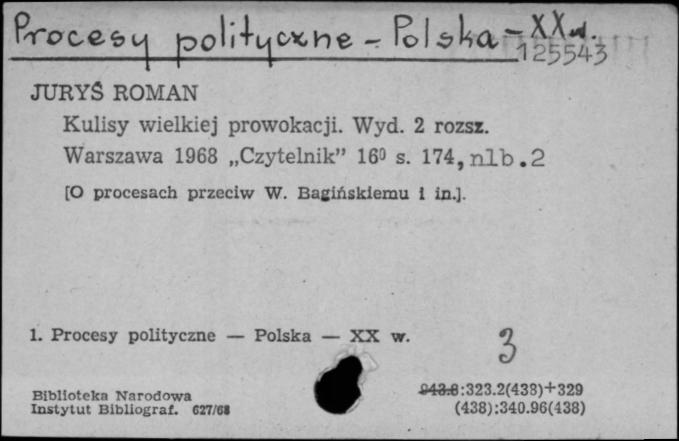 Procesy polityczne - Polska - XX w.
125543
JURYŚ ROMAN
Kulisy wielkiej prowokacji. Wyd. 2 rozsz.
Warszawa 1968 „Czytelnik” 16⁰ s. 174, nlb. 2
[O procesach przeciw W. Bagińskiemu i in.].
1. Procesy polityczne — Polska — XX w.
3
Biblioteka Narodowa
Instytut Bibliograf. 627/68
943.8:323.2(438)+329
(438):340.96(438)